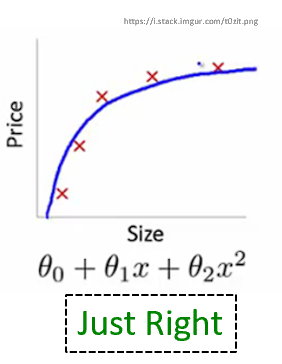 https://i.stack.imgur.com/t0zit.png
Price
Size
θ₀ + θ₁x + θ₂x²
Just Right